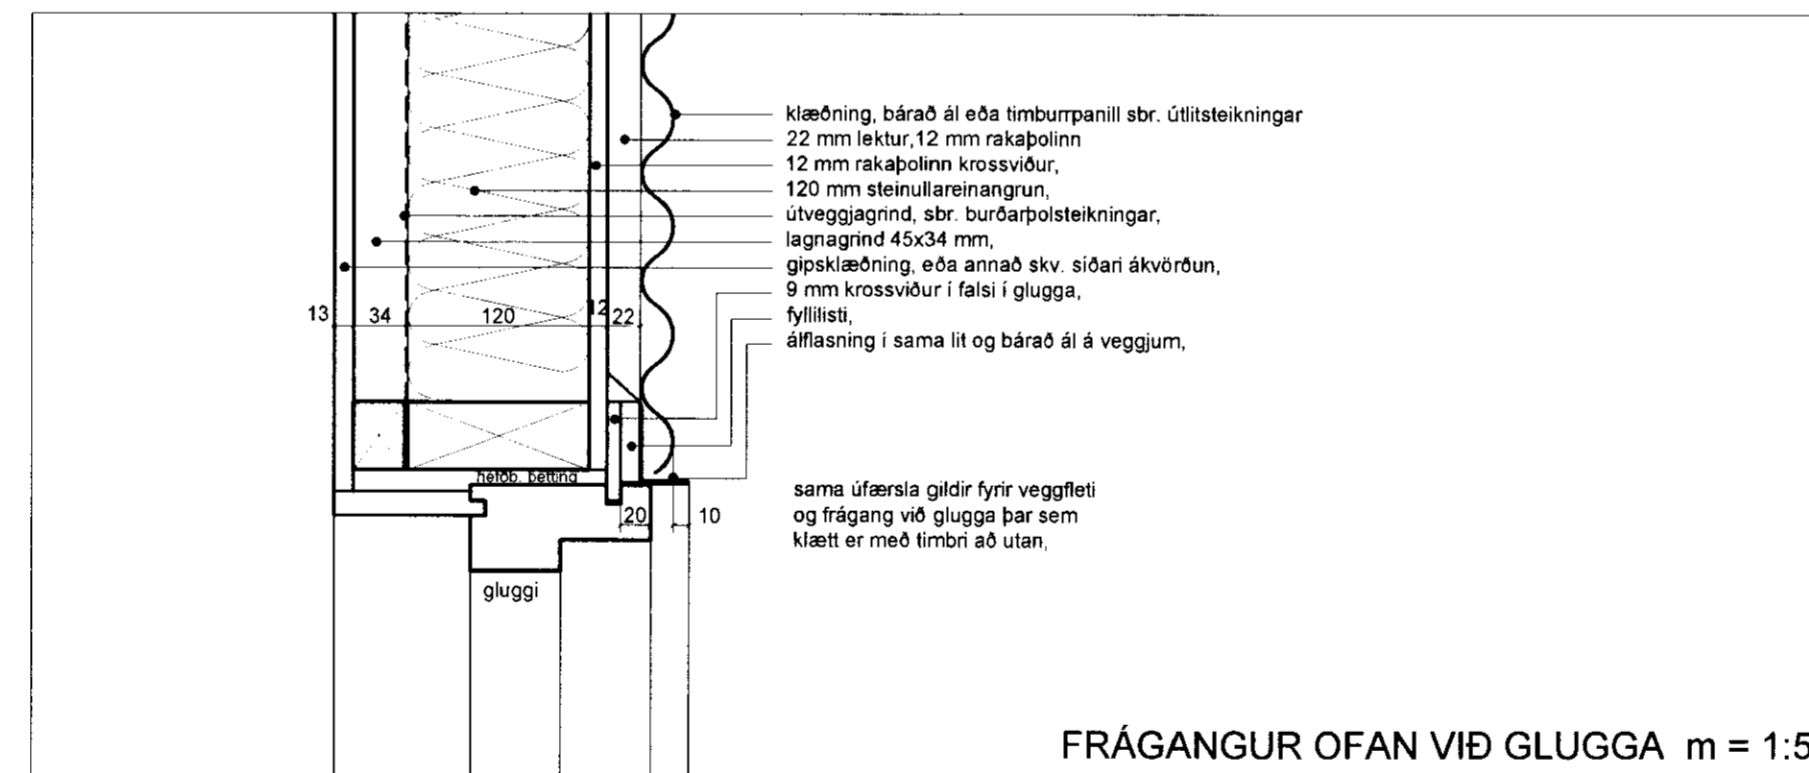 klæðning, bárað ál eða timburrpanill sbr. útlitsteikningar
22 mm lektur,12 mm rakaþolinn
12 mm rakaþolinn krossviður,
120 mm steinullareinangrun,
útveggjagrind, sbr. burðarþolsteikningar,
lagnagrind 45x34 mm,
gipsklæðning, eða annað skv. síðari ákvörðun,
9 mm krossviður í falsi í glugga,
fyllilisti,
álflasning í sama lit og bárað ál á veggjum,
13 34 120 12 22
hefðb. þétting
20 10
sama úfærsla gildir fyrir veggfleti
og frágang við glugga þar sem
klætt er með timbri að utan,
gluggi
FRÁGANGUR OFAN VIÐ GLUGGA m = 1:5